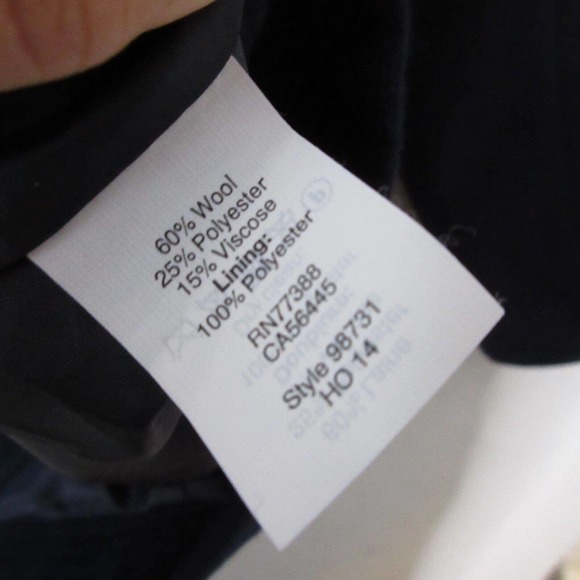 60% Wool
25% Polyester
15% Viscose
Lining:
100% Polyester
RN77388
CA56445
Style 98731
HO 14